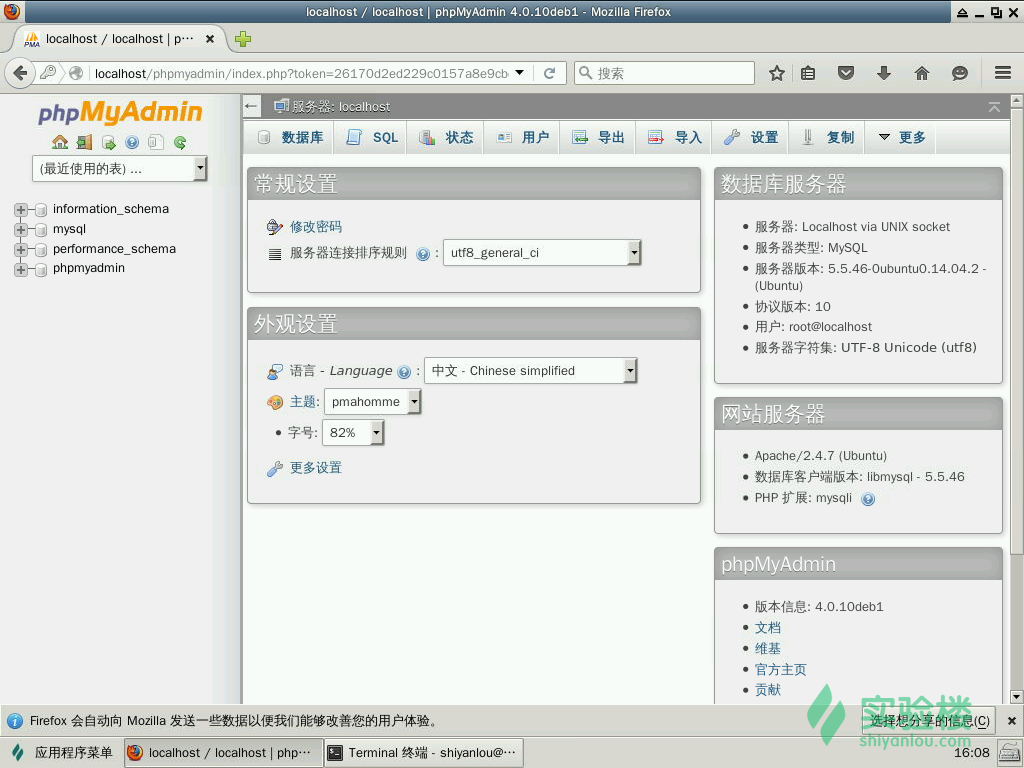 localhost / localhost | phpMyAdmin 4.0.10deb1 - Mozilla Firefox
PMA localhost / localhost | p···
localhost/phpmyadmin/index.php?token=26170d2ed229c0157a8e9cb 搜索
phpMyAdmin
(最近使用的表) ...
information_schema
mysql
performance_schema
phpmyadmin
服务器: localhost
数据库 SQL 状态 用户 导出 导入 设置 复制 更多
常规设置
修改密码
服务器连接排序规则 : utf8_general_ci
外观设置
语言 - Language : 中文 - Chinese simplified
主题: pmahomme
字号: 82%
更多设置
数据库服务器
服务器: Localhost via UNIX socket
服务器类型: MySQL
服务器版本: 5.5.46-0ubuntu0.14.04.2 -
(Ubuntu)
协议版本: 10
用户: root@localhost
服务器字符集: UTF-8 Unicode (utf8)
网站服务器
Apache/2.4.7 (Ubuntu)
数据库客户端版本: libmysql - 5.5.46
PHP 扩展: mysqli
phpMyAdmin
版本信息: 4.0.10deb1
文档
维基
官方主页
贡献
Firefox 会自动向 Mozilla 发送一些数据以便我们能够改善您的用户体验。
选择想分享的信息(C)
实验楼
shiyanlou.com
应用程序菜单 localhost / localhost | php··· Terminal 终端 - shiyanlou@··· 16:08